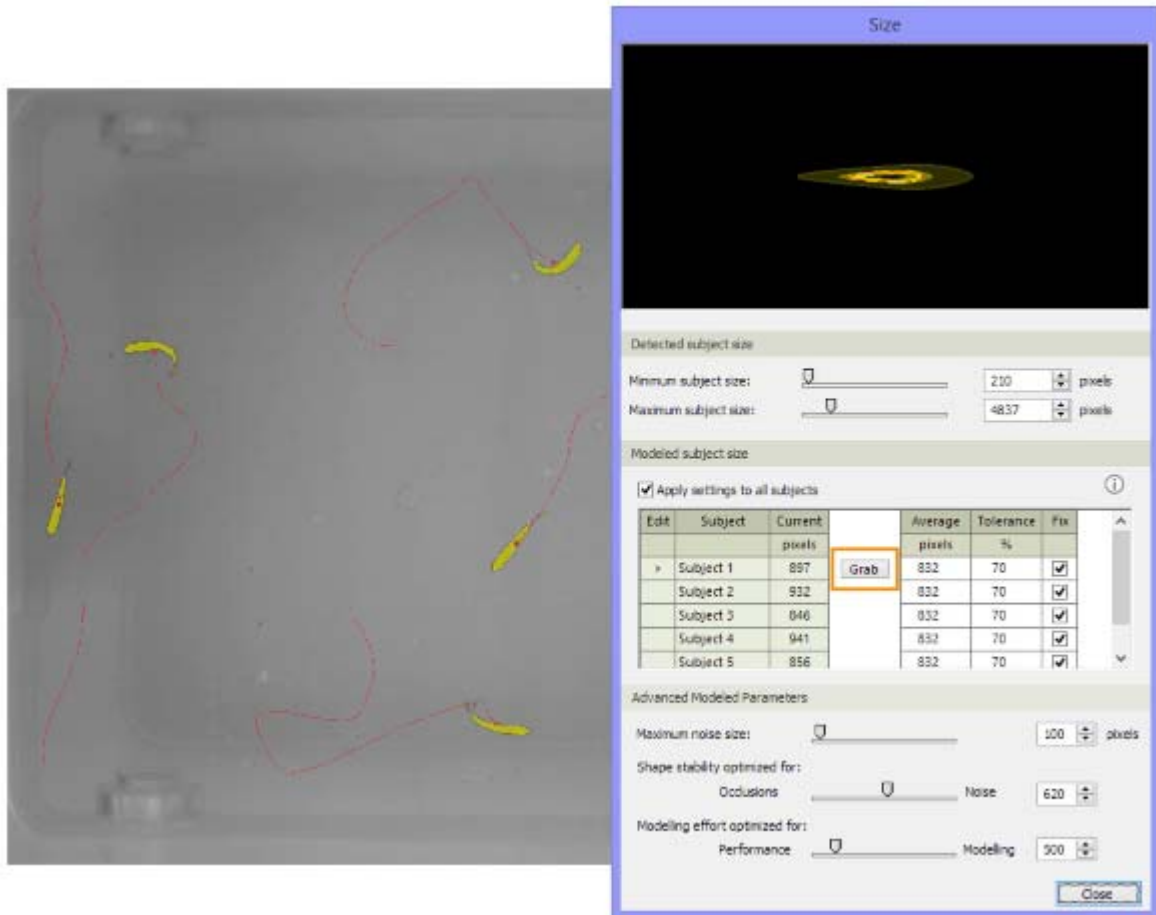 Size
Detected subject size
Minimum subject size: 210 pixels
Maximum subject size: 4837 pixels
Modeled subject size
Apply settings to all subjects
Edit Subject Current Average Tolerance Fix
pixels pixels %
Subject 1 897 Grab 832 70
Subject 2 932 832 70
Subject 3 846 832 70
Subject 4 941 832 70
Subject 5 856 832 70
Advanced Modeled Parameters
Maximum noise size: 100 pixels
Shape stability optimized for:
Occlusions Noise 620
Modelling effort optimized for:
Performance Modelling 500
Close